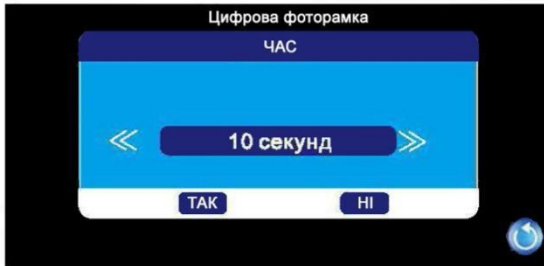 Цифрова фоторамка
ЧАС
10 секунд
ТАК
НІ